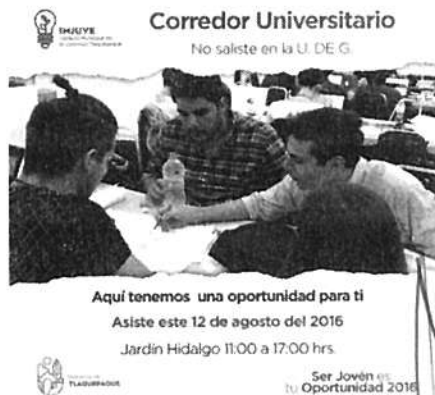 IMJUVE
Corredor Universitario
No saliste en la U. DE G.
Aquí tenemos una oportunidad para ti
Asiste este 12 de agosto del 2016
Jardín Hidalgo 11:00 a 17:00 hrs.
TLAQUEPAQUE
Ser Joven es
tu Oportunidad 2016